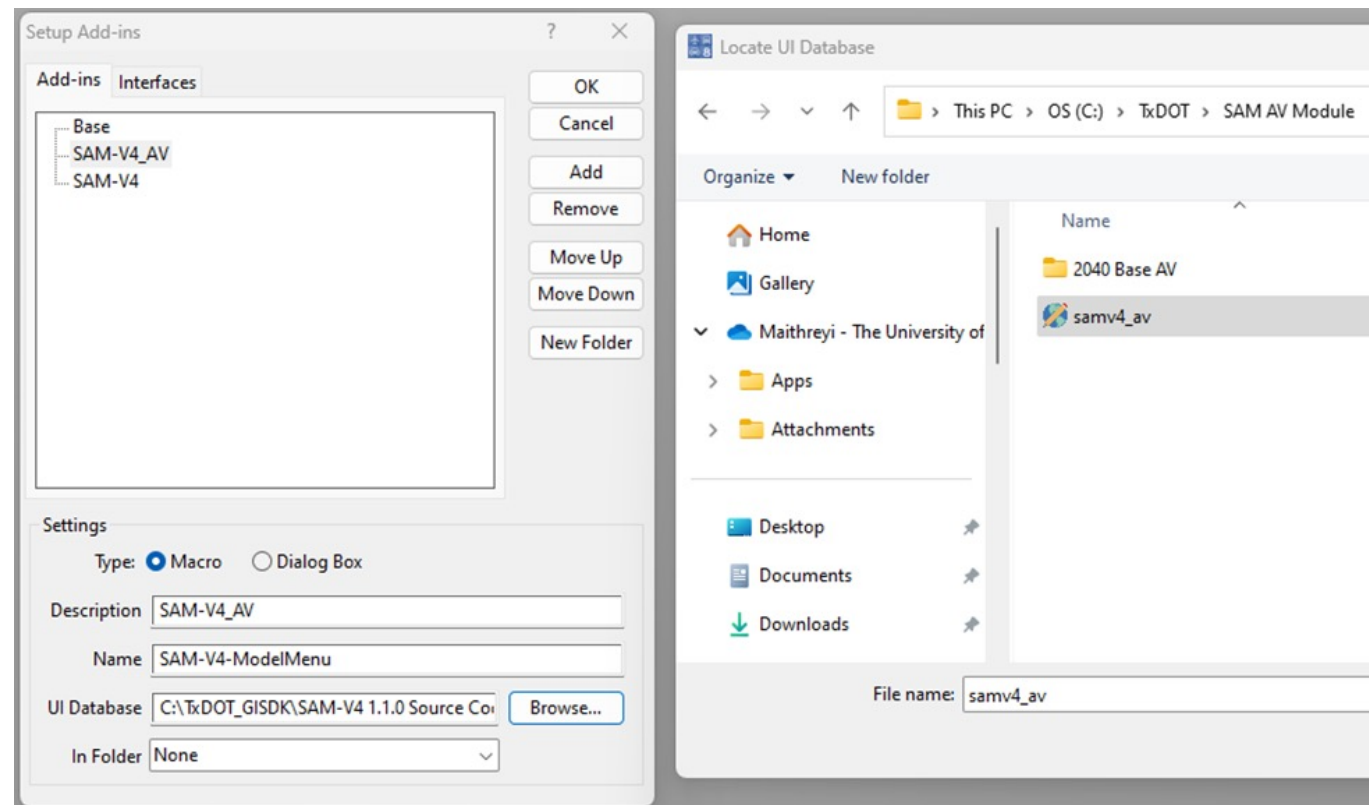 Setup Add-ins
?
Add-ins Interfaces
OK
Cancel
Add
Remove
Move Up
Move Down
New Folder
Base
SAM-V4_AV
SAM-V4
Settings
Type: Macro Dialog Box
Description SAM-V4_AV
Name SAM-V4-ModelMenu
UI Database C:\TxDOT_GISDK\SAM-V4 1.1.0 Source Co Browse...
In Folder None
8 Locate UI Database
This PC > OS (C:) > TxDOT > SAM AV Module
Organize New folder
Home
Gallery
Maithreyi - The University of
Apps
Attachments
Desktop
Documents
Downloads
Name
2040 Base AV
samv4_av
File name: samv4_av